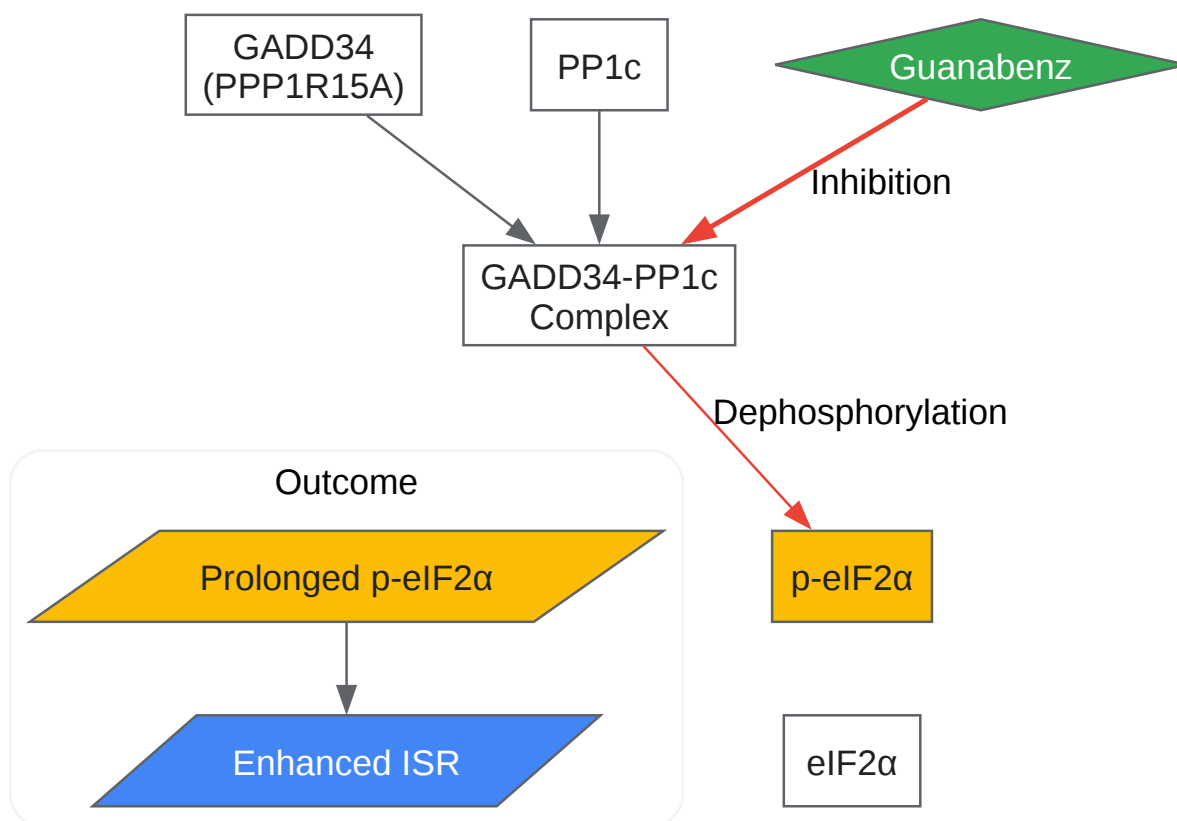 GADD34
(PPP1R15A)
PP1c
Guanabenz
Inhibition
GADD34-PP1c
Complex
Dephosphorylation
Outcome
Prolonged p-eIF2α
p-eIF2α
Enhanced ISR
eIF2α